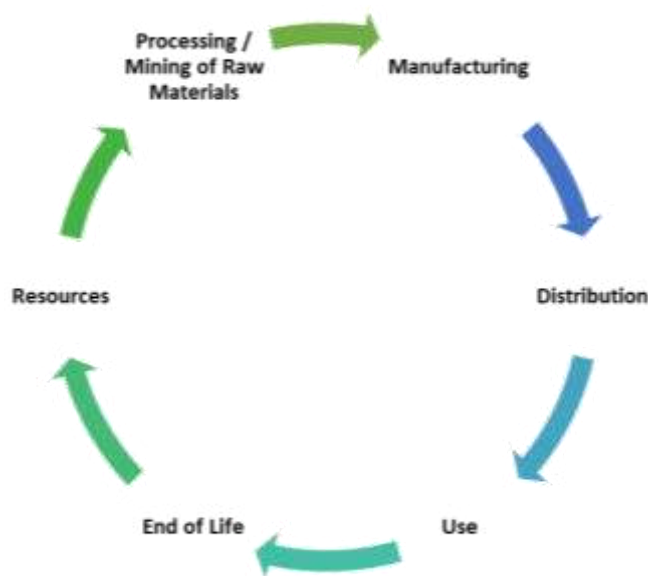 Processing /
Mining of Raw
Materials
Manufacturing
Resources
Distribution
End of Life
Use